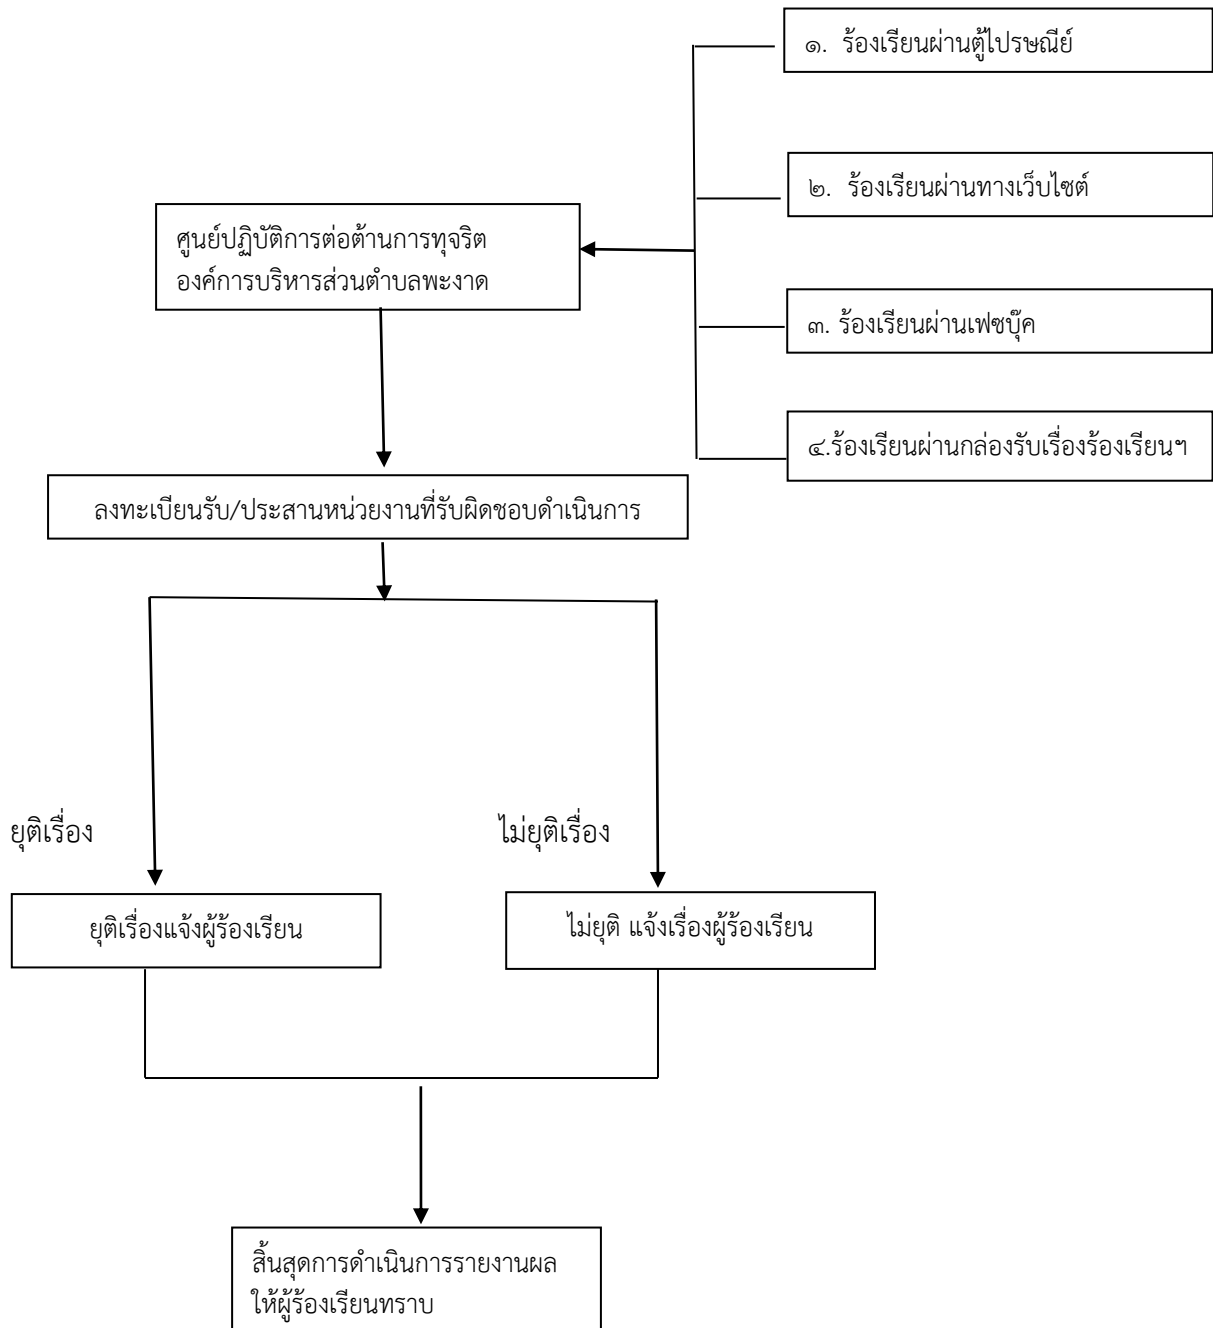 ๑. ร้องเรียนผ่านตู้ไปรษณีย์
๒. ร้องเรียนผ่านทางเว็บไซต์
ศูนย์ปฏิบัติการต่อต้านการทุจริต
องค์การบริหารส่วนตำบลพะงาด
๓. ร้องเรียนผ่านเฟซบุ๊ค
๔.ร้องเรียนผ่านกล่องรับเรื่องร้องเรียนฯ
ลงทะเบียนรับ/ประสานหน่วยงานที่รับผิดชอบดำเนินการ
ยุติเรื่อง
ไม่ยุติเรื่อง
ยุติเรื่องแจ้งผู้ร้องเรียน
ไม่ยุติ แจ้งเรื่องผู้ร้องเรียน
สิ้นสุดการดำเนินการรายงานผล
ให้ผู้ร้องเรียนทราบ